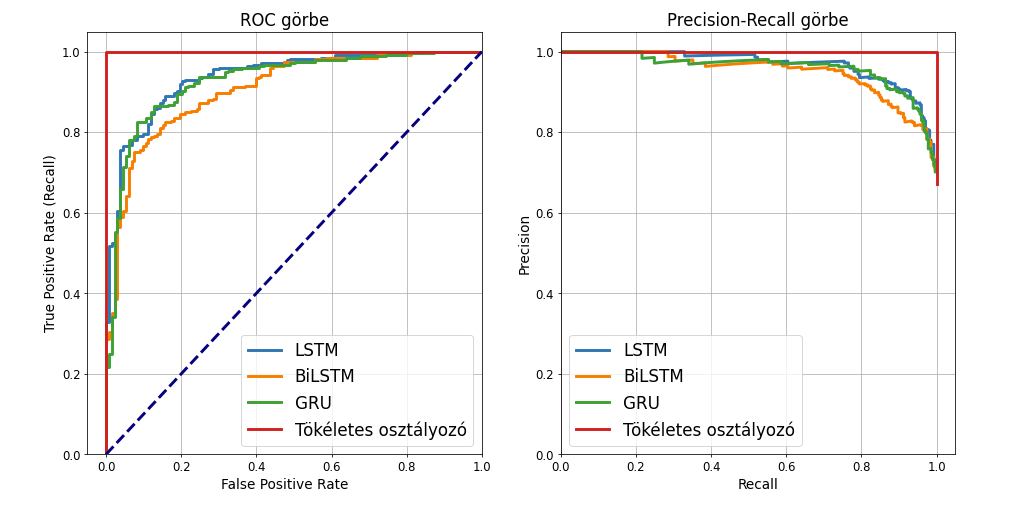 ROC görbe
True Positive Rate (Recall)
1.0
0.8
0.6
0.4
0.2
0.0
0.0 0.2 0.4 0.6 0.8 1.0
False Positive Rate
LSTM
BiLSTM
GRU
Tökéletes osztályozó
Precision-Recall görbe
Precision
1.0
0.8
0.6
0.4
0.2
0.0
0.0 0.2 0.4 0.6 0.8 1.0
Recall
LSTM
BiLSTM
GRU
Tökéletes osztályozó